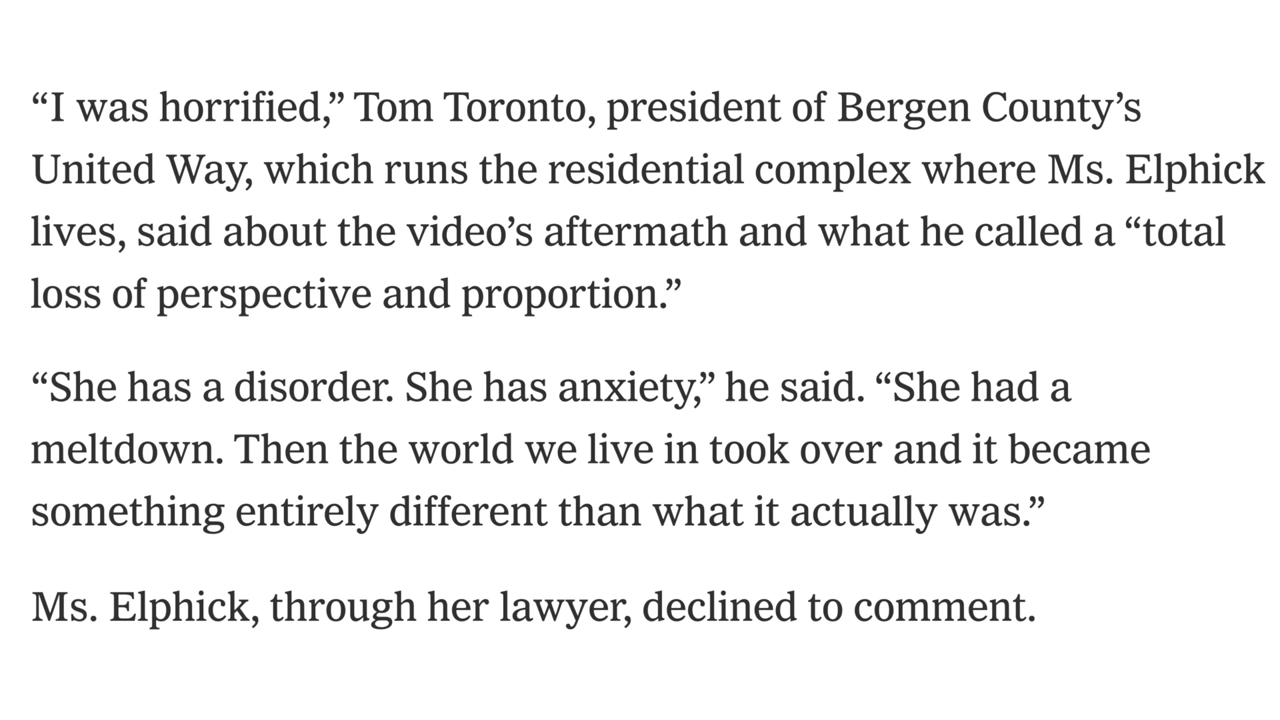 “I was horrified,” Tom Toronto, president of Bergen County’s
United Way, which runs the residential complex where Ms. Elphick
lives, said about the video’s aftermath and what he called a “total
loss of perspective and proportion.”
“She has a disorder. She has anxiety,” he said. “She had a
meltdown. Then the world we live in took over and it became
something entirely different than what it actually was.”
Ms. Elphick, through her lawyer, declined to comment.